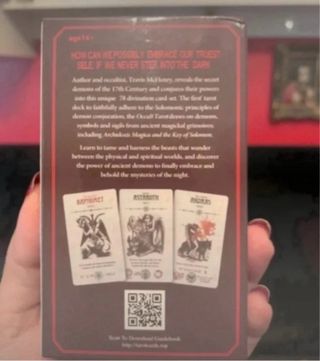 ages 14+
HOW CAN WE POSSIBLY EMBRACE OUR TRUEST
SELF, IF WE NEVER STEP INTO THE DARK
Author and occultist, Travis McHenry, reveals the secret
demons of the 17th Century and conjures their powers
into this unique 78 divination card set. The first tarot
deck to faithfully adhere to the Solomonic principles of
demon conjuration, the Occult Tarot draws on demons,
symbols and sigils from ancient magickal grimoires,
including Arbatel Magica and the Key of Solomon.
Learn to tame and harness the beasts that wander
between the physical and spiritual worlds, and discover
the power of ancient demons to finally embrace and
behold the mysteries of the night.
BAPHOMET
ASTAROTH
ANDRAS
Scan To Download Guidebook